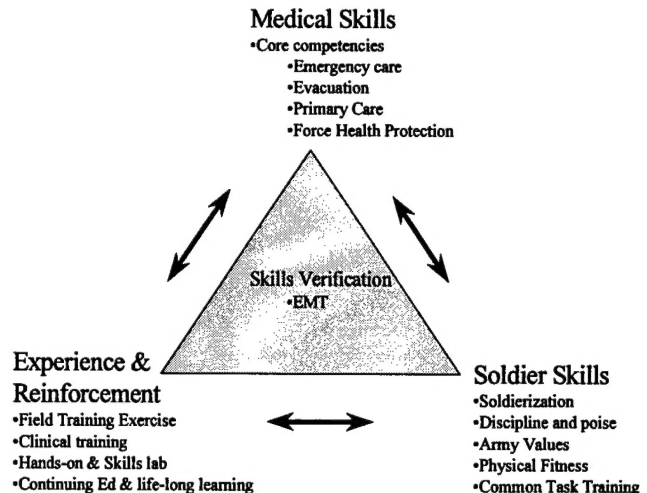 Medical Skills
•Core competencies
•Emergency care
•Evacuation
•Primary Care
•Force Health Protection
Skills Verification
•EMT
Experience &
Reinforcement
•Field Training Exercise
•Clinical training
•Hands-on & Skills lab
•Continuing Ed & life-long learning
Soldier Skills
•Soldierization
•Discipline and poise
•Army Values
•Physical Fitness
•Common Task Training